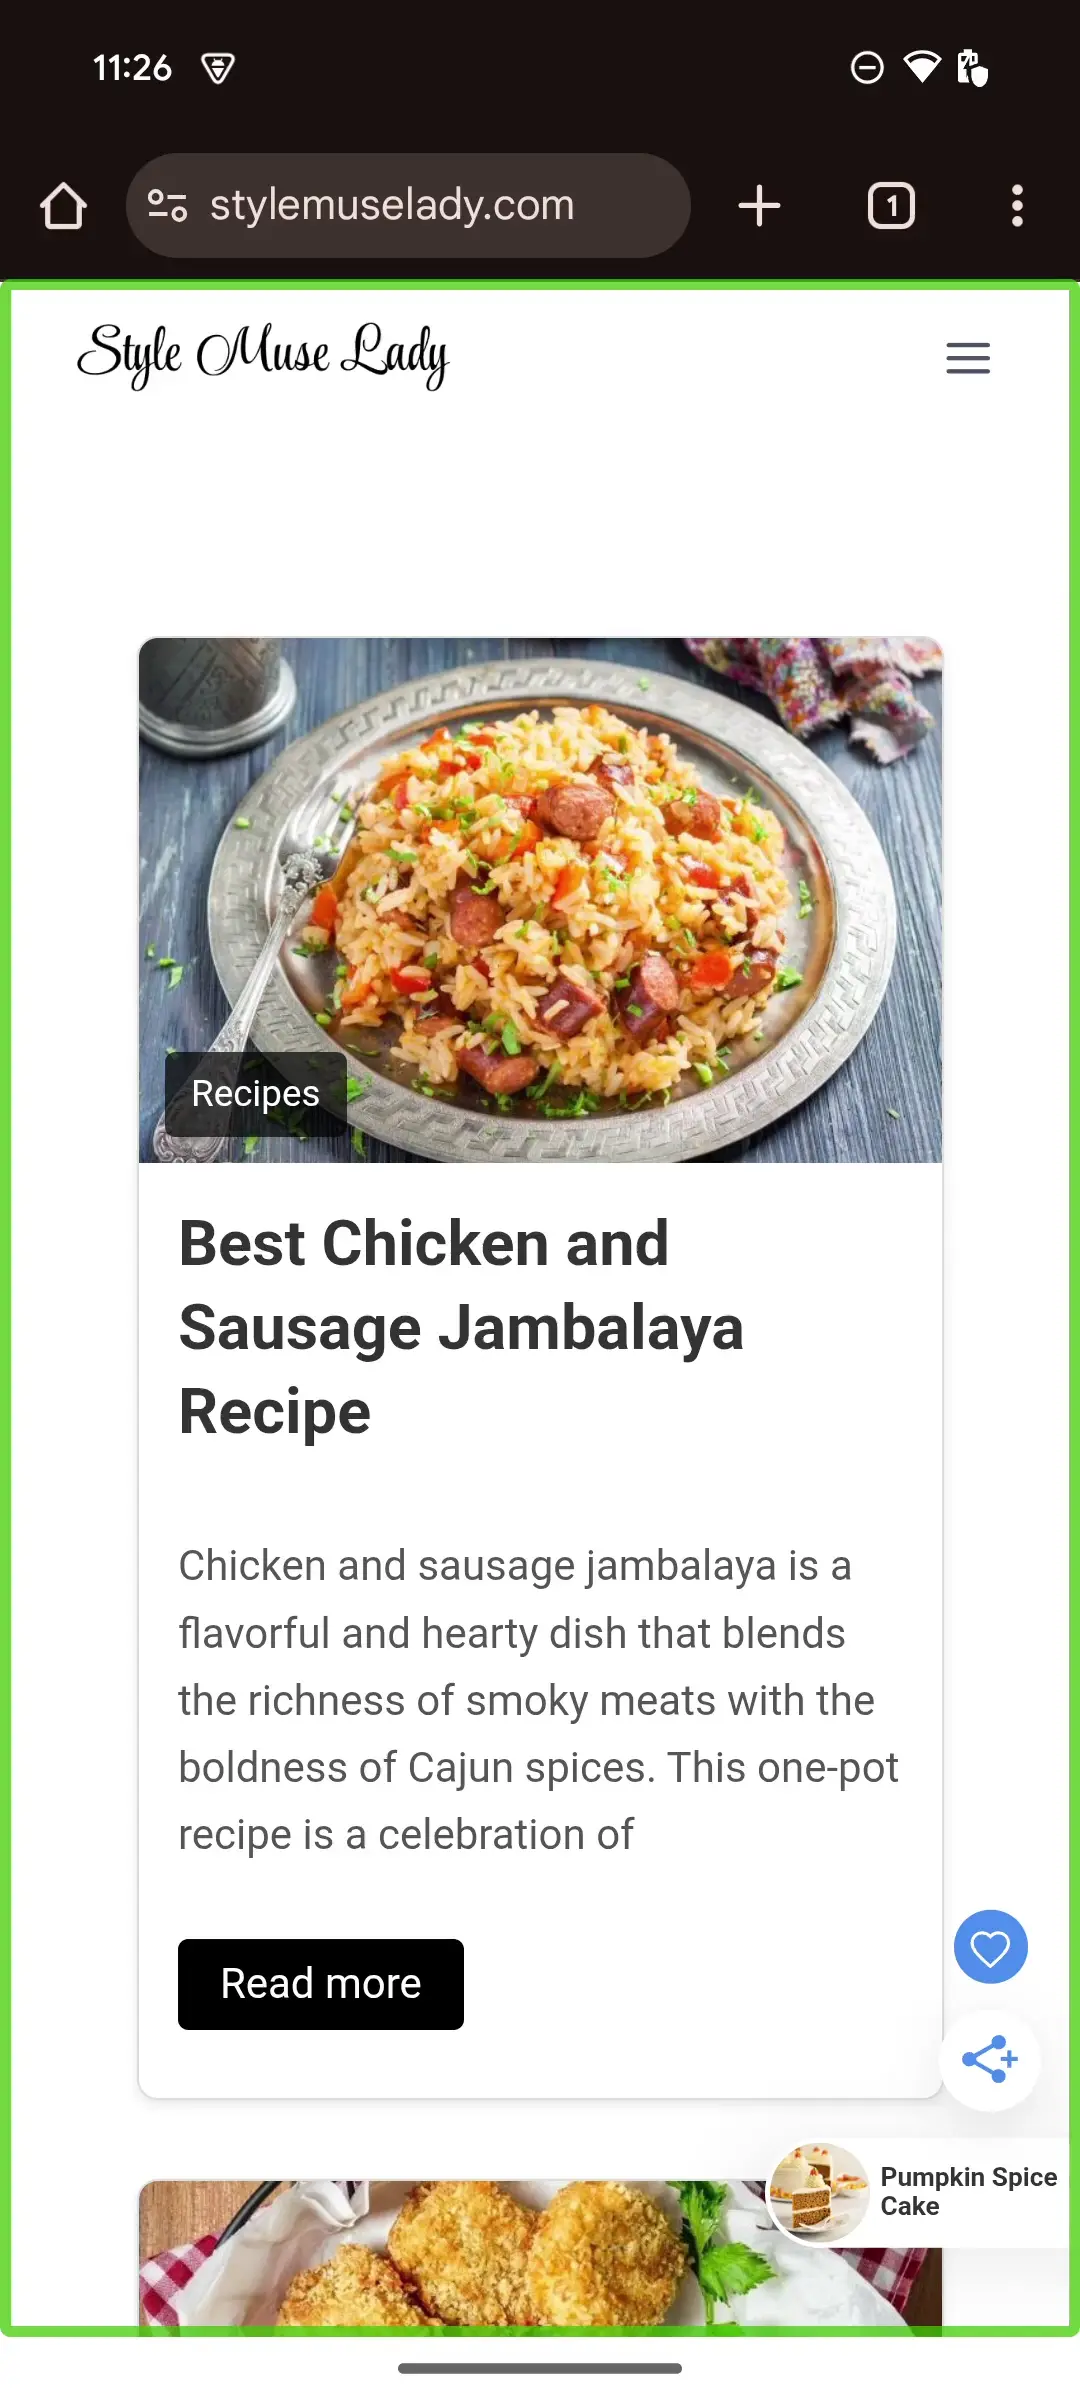 11:26
stylemuselady.com
1
Style Muse Lady
Recipes
Best Chicken and
Sausage Jambalaya
Recipe
Chicken and sausage jambalaya is a
flavorful and hearty dish that blends
the richness of smoky meats with the
boldness of Cajun spices. This one-pot
recipe is a celebration of
Read more
Pumpkin Spice
Cake